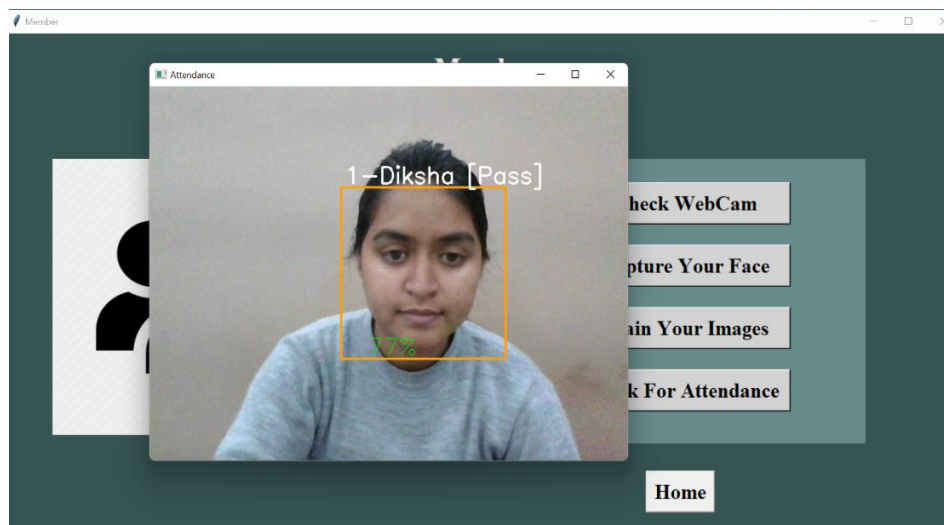 Member
Attendance
1-Diksha [Pass]
77%
heck WebCam
pture Your Face
ain Your Images
k For Attendance
Home